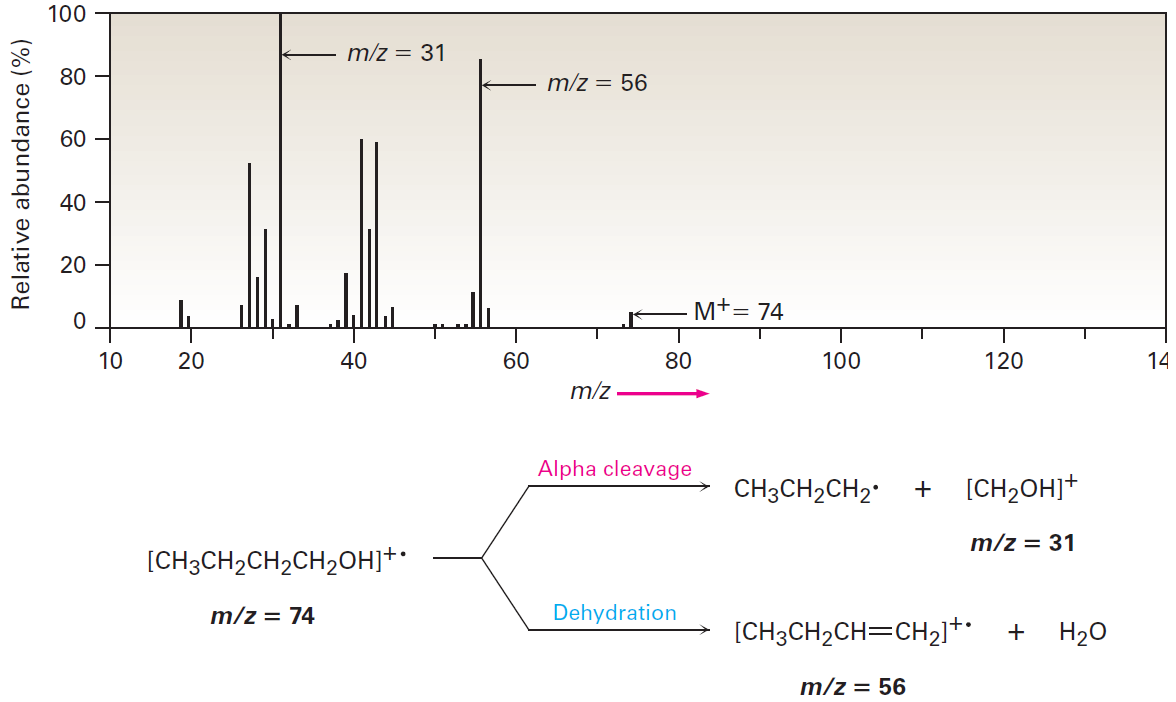 Relative abundance (%)
100
80
60
40
20
0
m/z = 31
m/z = 56
M⁺ = 74
10 20 40 60 80 100 120 14
m/z
Alpha cleavage
CH₃CH₂CH₂• + [CH₂OH]⁺
m/z = 31
[CH₃CH₂CH₂CH₂OH]⁺•
m/z = 74
Dehydration
[CH₃CH₂CH=CH₂]⁺• + H₂O
m/z = 56